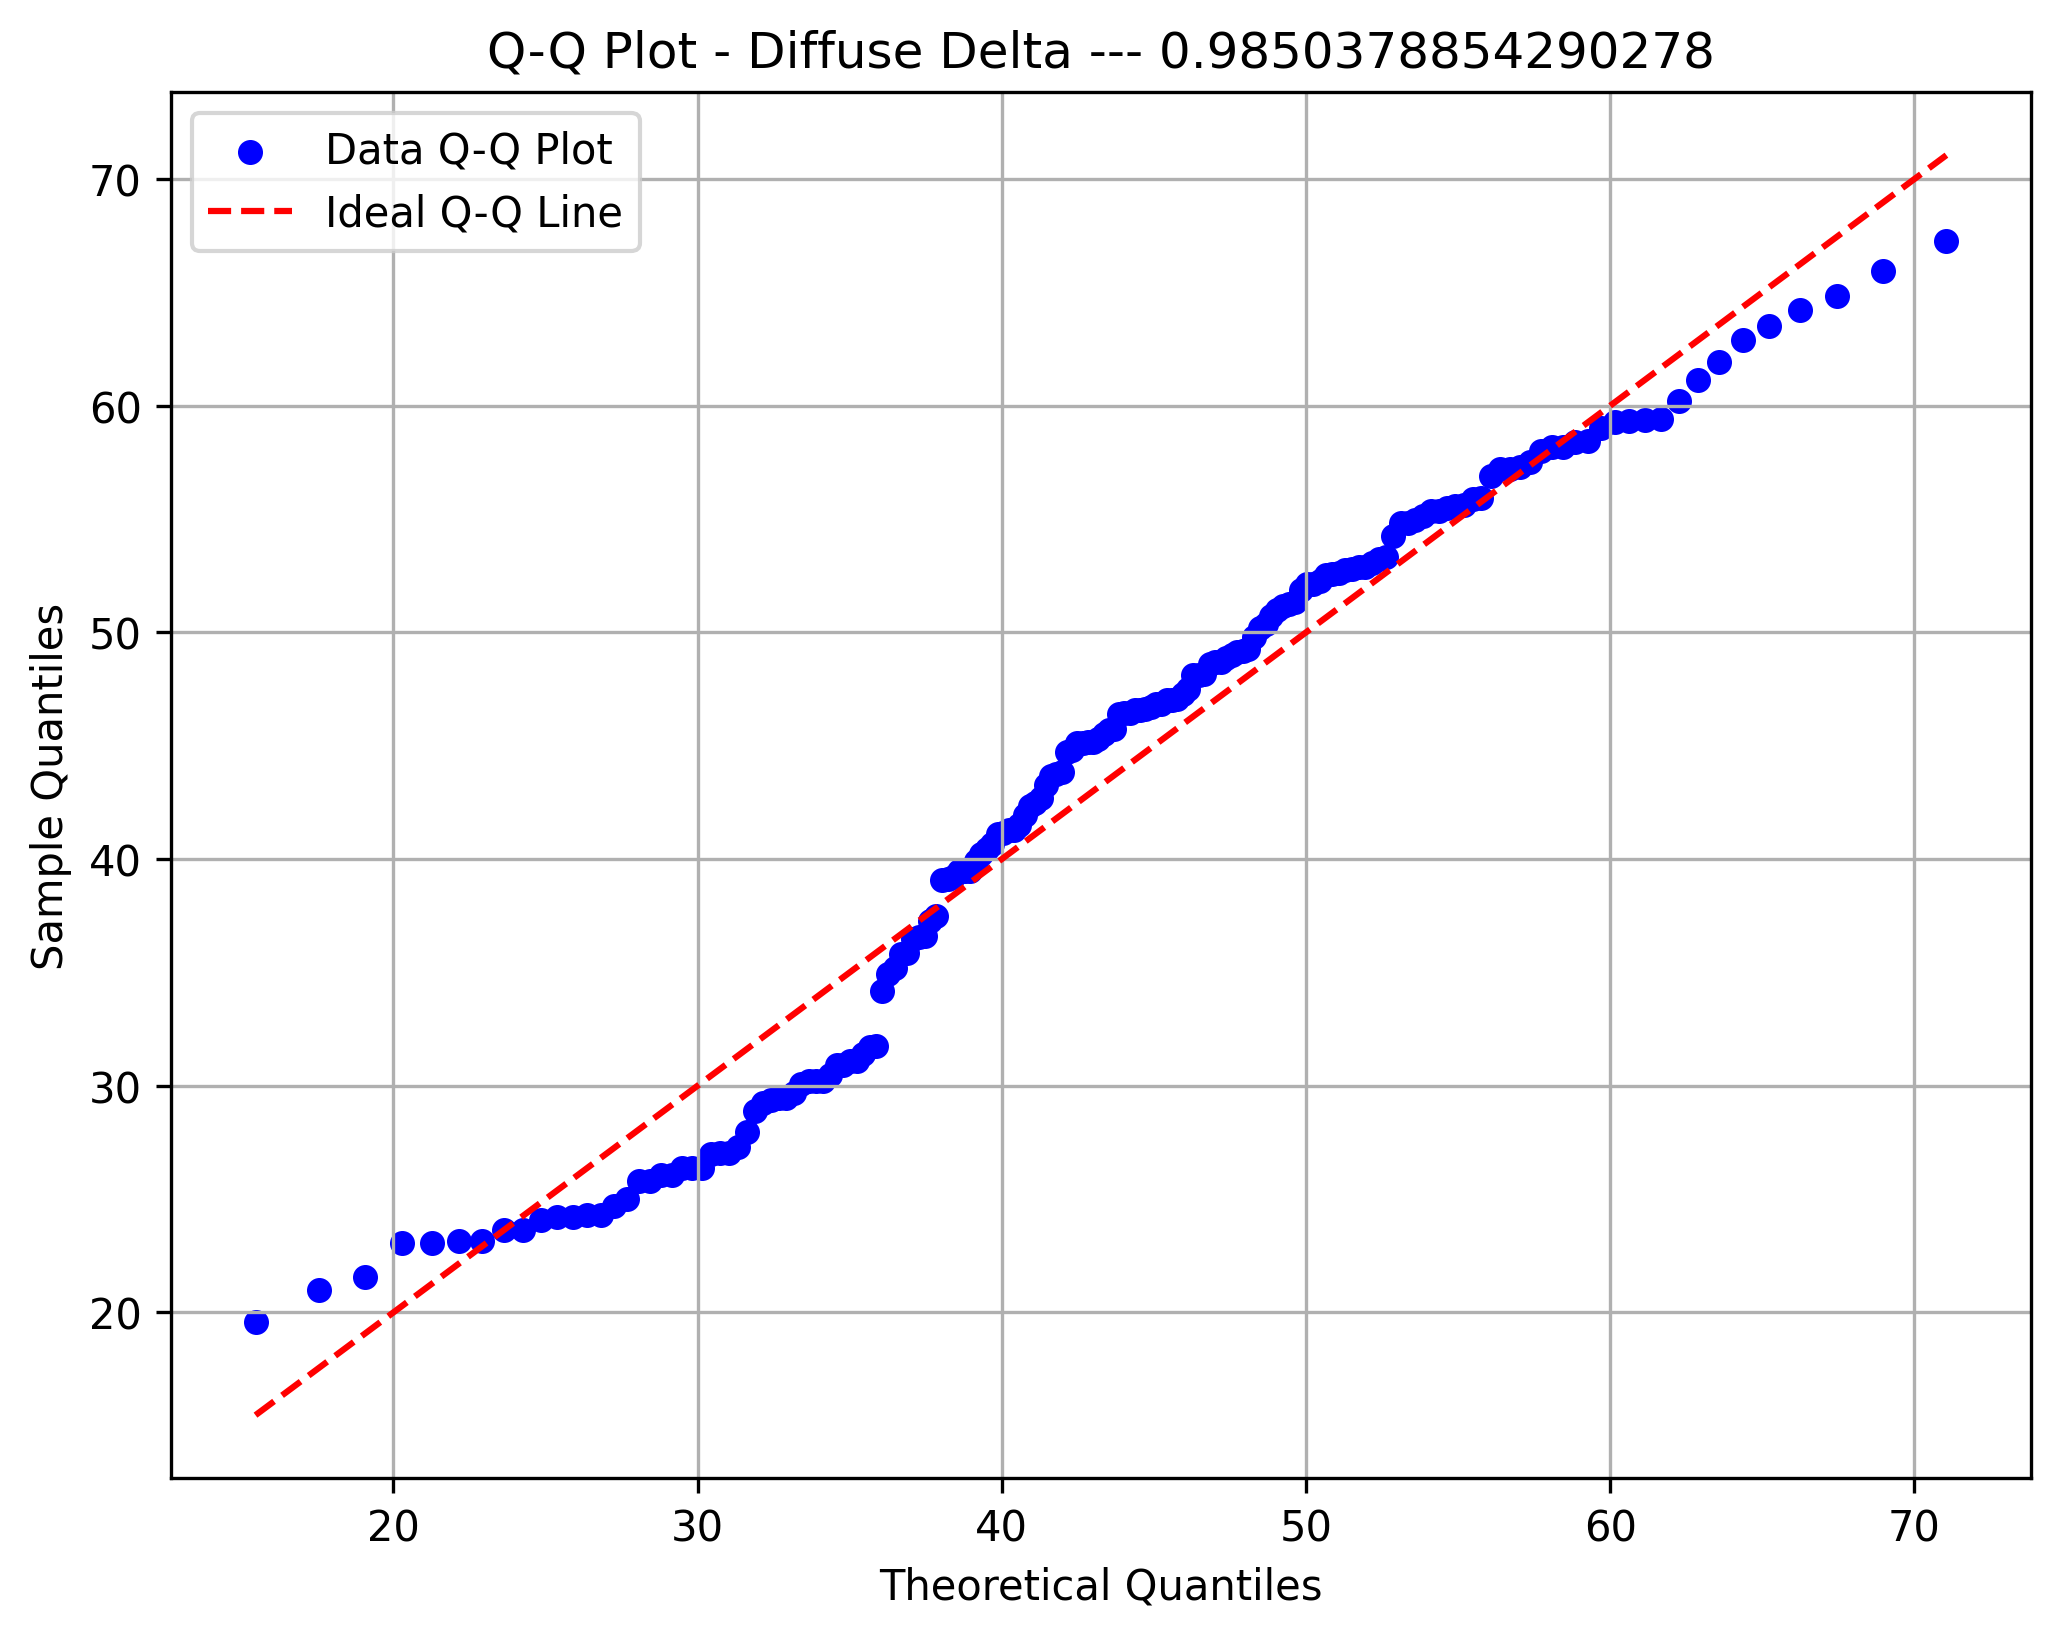 Q-Q Plot - Diffuse Delta --- 0.9850378854290278
Data Q-Q Plot
Ideal Q-Q Line
Sample Quantiles
70
60
50
40
30
20
20 30 40 50 60 70
Theoretical Quantiles